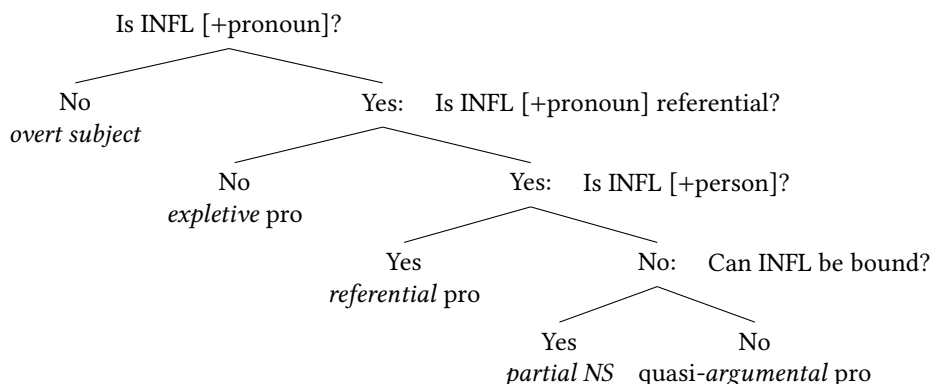 Is INFL [+pronoun]?
No
overt subject
Yes: Is INFL [+pronoun] referential?
No
expletive pro
Yes: Is INFL [+person]?
Yes
referential pro
No: Can INFL be bound?
Yes
partial NS
No
quasi-argumental pro